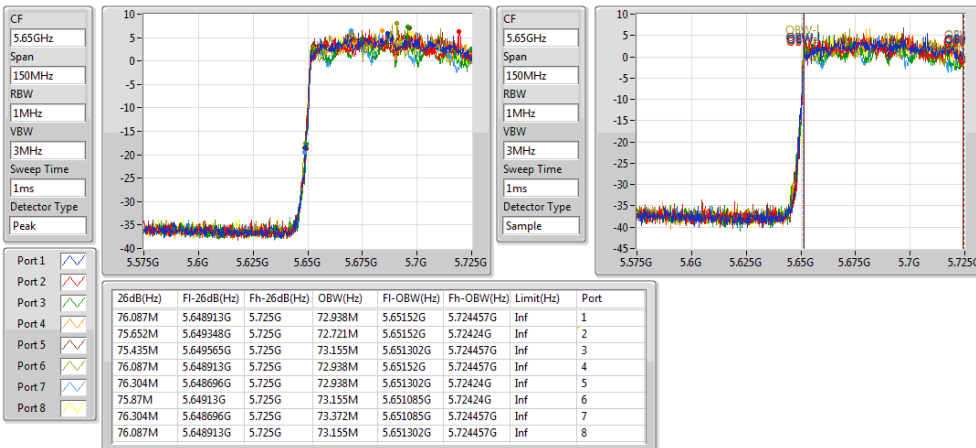 CF
5.65GHz
Span
150MHz
RBW
1MHz
VBW
3MHz
Sweep Time
1ms
Detector Type
Peak
10
5
0
-5
-10
-15
-20
-25
-30
-35
-40
5.575G 5.6G 5.625G 5.65G 5.675G 5.7G 5.725G
CF
5.65GHz
Span
150MHz
RBW
1MHz
VBW
3MHz
Sweep Time
1ms
Detector Type
Sample
10
5
0
-5
-10
-15
-20
-25
-30
-35
-40
-45
5.575G 5.6G 5.625G 5.65G 5.675G 5.7G 5.725G
Port 1
Port 2
Port 3
Port 4
Port 5
Port 6
Port 7
Port 8
26dB(Hz) Fl-26dB(Hz) Fh-26dB(Hz) OBW(Hz) Fl-OBW(Hz) Fh-OBW(Hz) Limit(Hz) Port
76.087M 5.648913G 5.725G 72.938M 5.65152G 5.724457G Inf 1
75.652M 5.649348G 5.725G 72.721M 5.65152G 5.72424G Inf 2
75.435M 5.649565G 5.725G 73.155M 5.651302G 5.724457G Inf 3
76.087M 5.648913G 5.725G 72.938M 5.65152G 5.724457G Inf 4
76.304M 5.648696G 5.725G 72.938M 5.651302G 5.72424G Inf 5
75.87M 5.64913G 5.725G 73.155M 5.651085G 5.72424G Inf 6
76.304M 5.648696G 5.725G 73.372M 5.651085G 5.724457G Inf 7
76.087M 5.648913G 5.725G 73.155M 5.651302G 5.724457G Inf 8